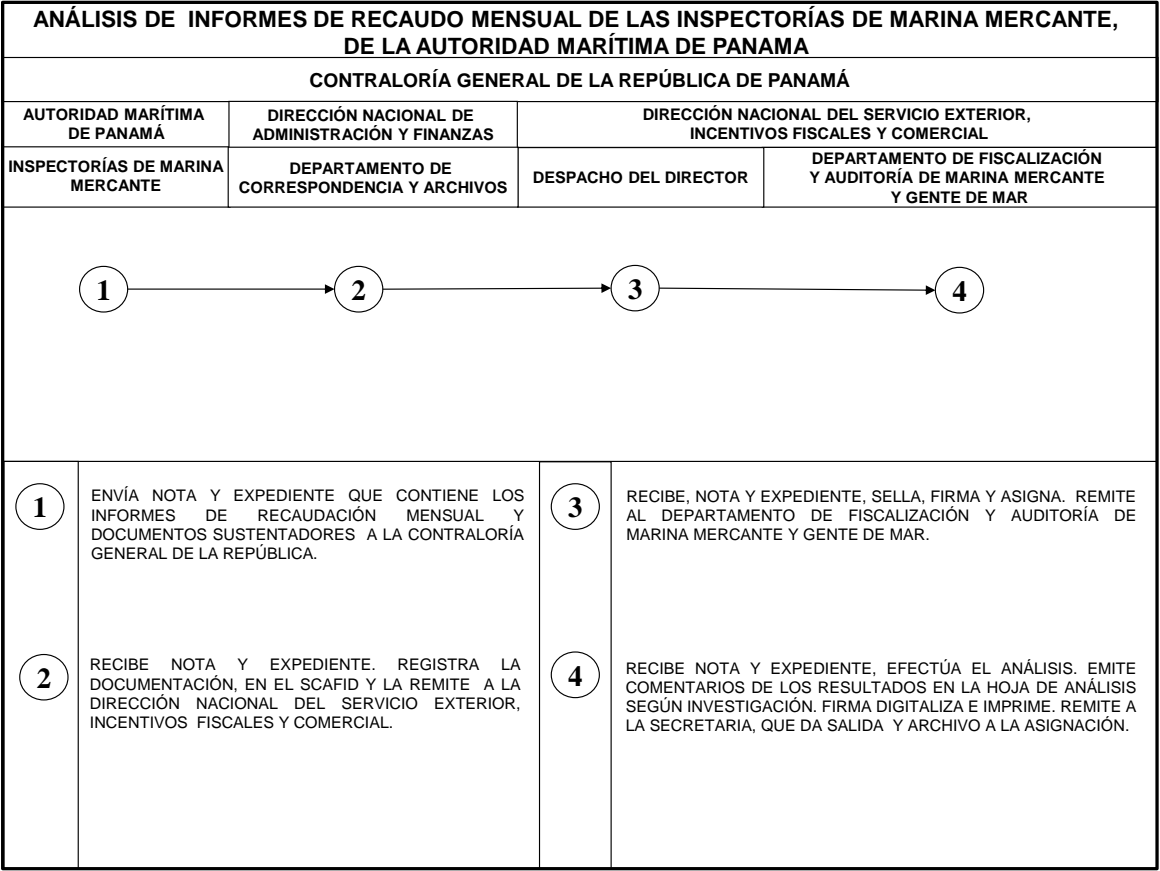 ANÁLISIS DE INFORMES DE RECAUDO MENSUAL DE LAS INSPECTORÍAS DE MARINA MERCANTE,
DE LA AUTORIDAD MARÍTIMA DE PANAMA
CONTRALORÍA GENERAL DE LA REPÚBLICA DE PANAMÁ
AUTORIDAD MARÍTIMA
DE PANAMÁ
DIRECCIÓN NACIONAL DE
ADMINISTRACIÓN Y FINANZAS
DIRECCIÓN NACIONAL DEL SERVICIO EXTERIOR,
INCENTIVOS FISCALES Y COMERCIAL
INSPECTORÍAS DE MARINA
MERCANTE
DEPARTAMENTO DE
CORRESPONDENCIA Y ARCHIVOS
DESPACHO DEL DIRECTOR
DEPARTAMENTO DE FISCALIZACIÓN
Y AUDITORÍA DE MARINA MERCANTE
Y GENTE DE MAR
1
2
3
4
1
ENVÍA NOTA Y EXPEDIENTE QUE CONTIENE LOS
INFORMES DE RECAUDACIÓN MENSUAL Y
DOCUMENTOS SUSTENTADORES A LA CONTRALORÍA
GENERAL DE LA REPÚBLICA.
2
RECIBE NOTA Y EXPEDIENTE. REGISTRA LA
DOCUMENTACIÓN, EN EL SCAFID Y LA REMITE A LA
DIRECCIÓN NACIONAL DEL SERVICIO EXTERIOR,
INCENTIVOS FISCALES Y COMERCIAL.
3
RECIBE, NOTA Y EXPEDIENTE, SELLA, FIRMA Y ASIGNA. REMITE
AL DEPARTAMENTO DE FISCALIZACIÓN Y AUDITORÍA DE
MARINA MERCANTE Y GENTE DE MAR.
4
RECIBE NOTA Y EXPEDIENTE, EFECTÚA EL ANÁLISIS. EMITE
COMENTARIOS DE LOS RESULTADOS EN LA HOJA DE ANÁLISIS
SEGÚN INVESTIGACIÓN. FIRMA DIGITALIZA E IMPRIME. REMITE A
LA SECRETARIA, QUE DA SALIDA Y ARCHIVO A LA ASIGNACIÓN.